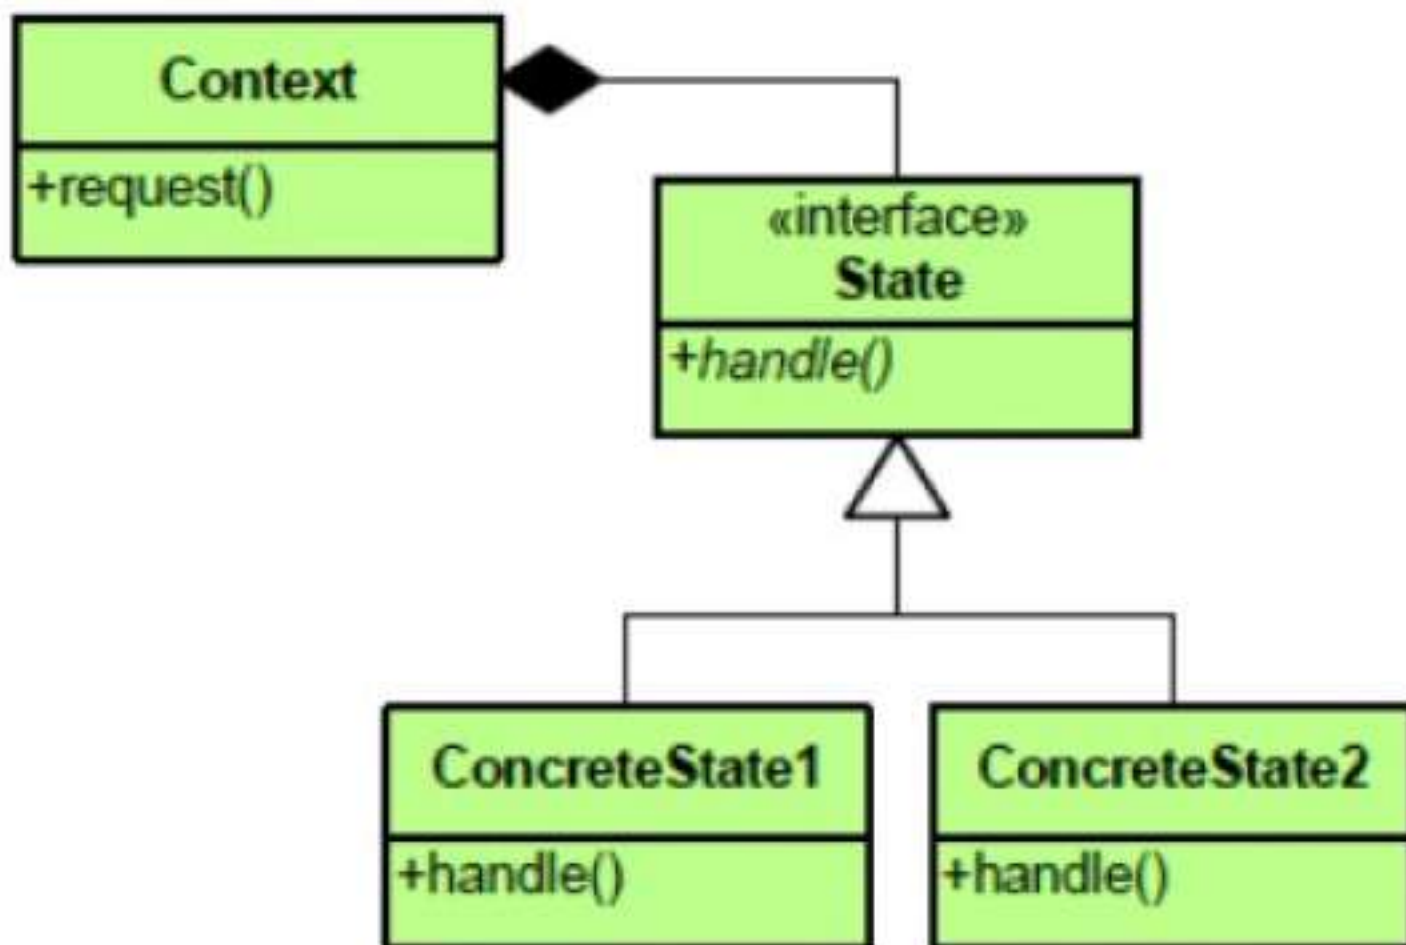 Context
+request()
«interface»
State
+handle()
ConcreteState1
+handle()
ConcreteState2
+handle()